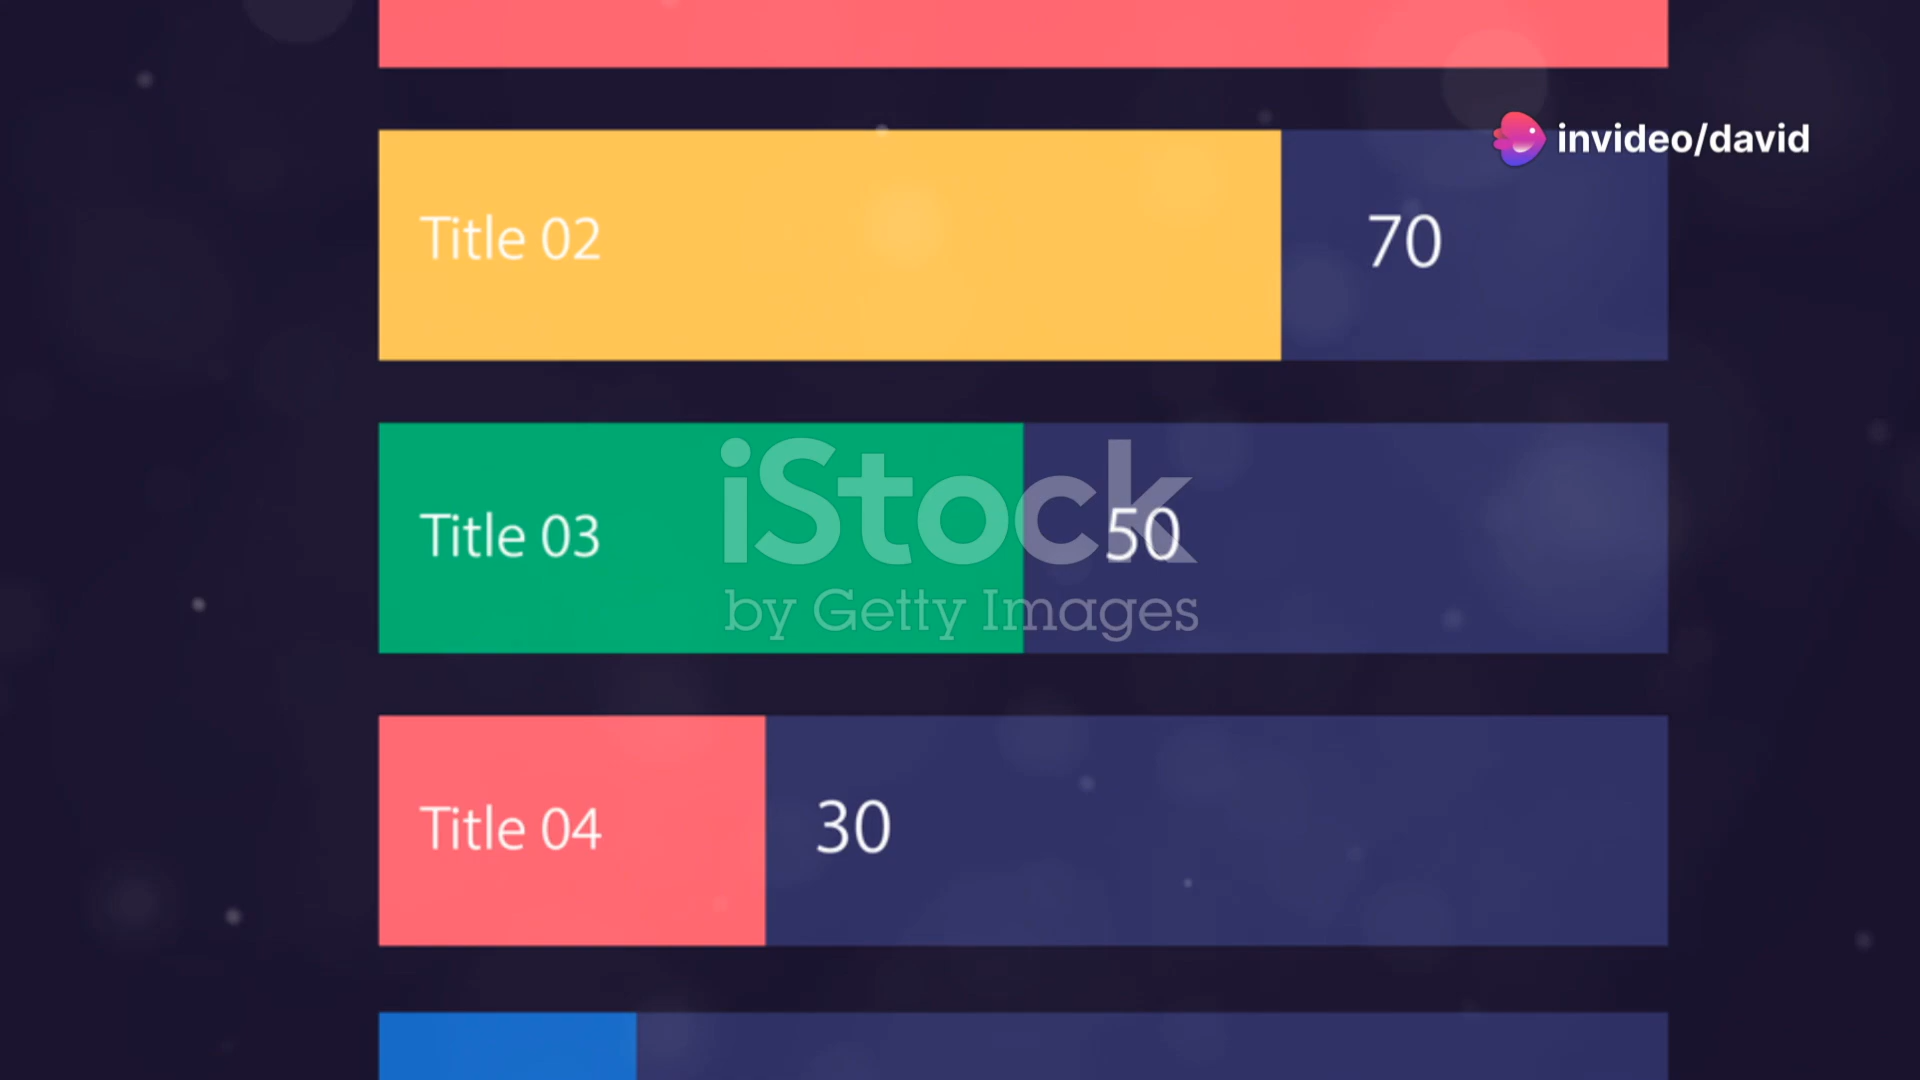 invideo/david
Title 02
70
iStock
Title 03
50
by Getty Images
Title 04
30